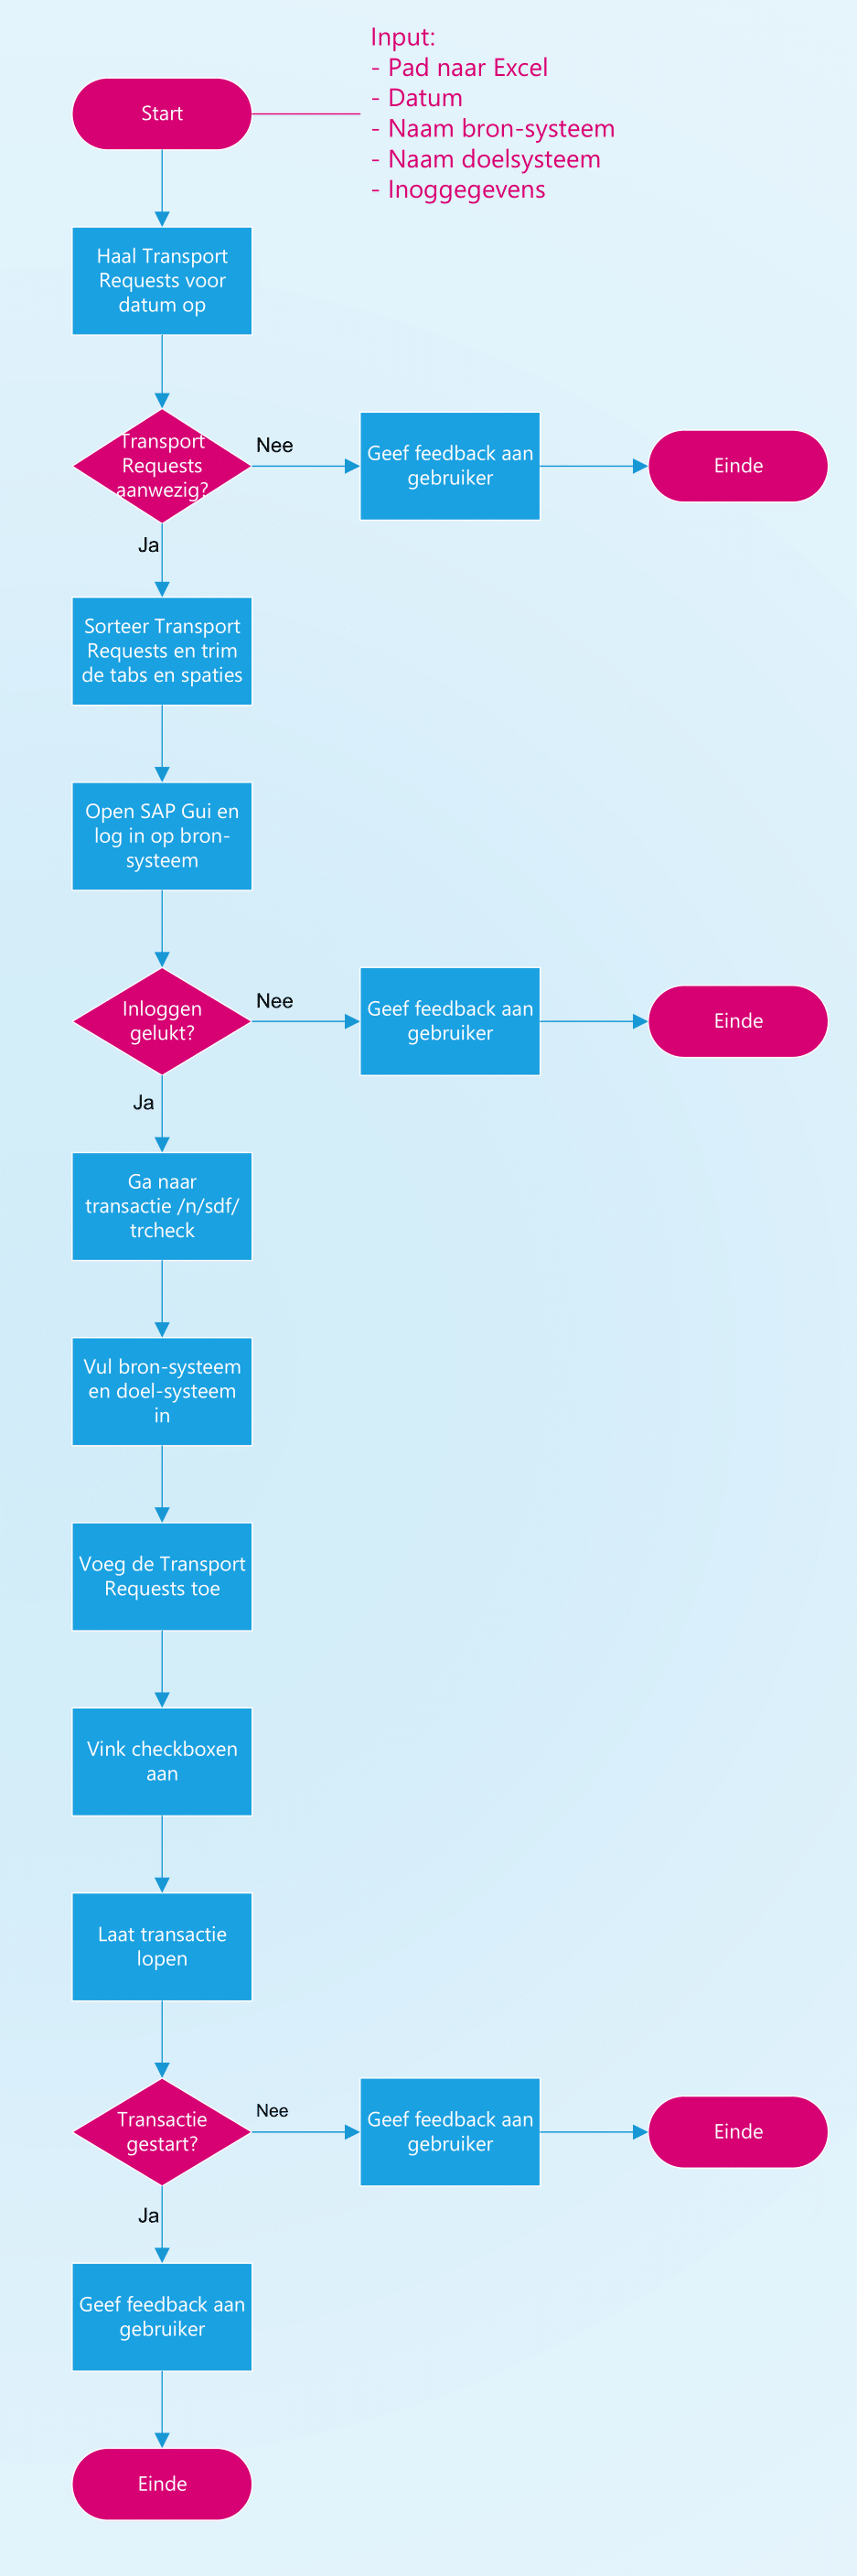 Input:
- Pad naar Excel
- Datum
- Naam bron-systeem
- Naam doelsysteem
- Inoggegevens
Start
Haal Transport
Requests voor
datum op
Transport
Requests
aanwezig?
Nee
Geef feedback aan
gebruiker
Einde
Ja
Sorteer Transport
Requests en trim
de tabs en spaties
Open SAP Gui en
log in op bron-
systeem
Inloggen
gelukt?
Nee
Geef feedback aan
gebruiker
Einde
Ja
Ga naar
transactie /n/sdf/
trcheck
Vul bron-systeem
en doel-systeem
in
Voeg de Transport
Requests toe
Vink checkboxen
aan
Laat transactie
lopen
Transactie
gestart?
Nee
Geef feedback aan
gebruiker
Einde
Ja
Geef feedback aan
gebruiker
Einde